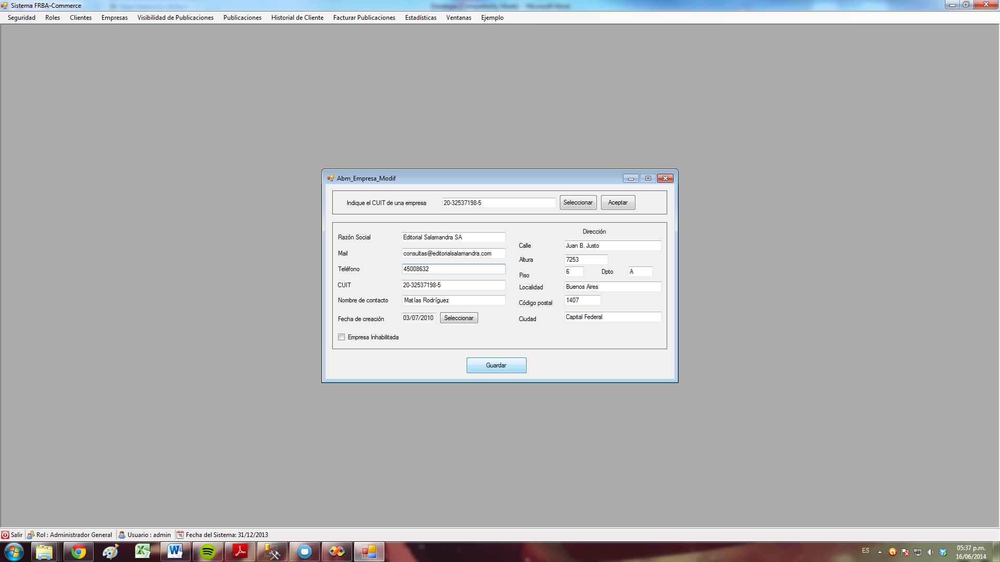 Sistema FRBA-Commerce
Seguridad Roles Clientes Empresas Visibilidad de Publicaciones Publicaciones Historial de Cliente Facturar Publicaciones Estadísticas Ventanas Ejemplo
Abm_Empresa_Modif
Indique el CUIT de una empresa 20-32537198-5 Seleccionar Aceptar
Dirección
Razón Social Editorial Salamandra SA
Calle Juan B. Justo
Mail consultas@editorialsalamandra.com
Altura 7253
Teléfono 45008632
Piso 6 Dpto A
CUIT 20-32537198-5
Localidad Buenos Aires
Nombre de contacto Matías Rodríguez
Código postal 1407
Fecha de creación 03/07/2010 Seleccionar
Ciudad Capital Federal
Empresa Inhabilitada
Guardar
Salir Rol : Administrador General Usuario : admin Fecha del Sistema: 31/12/2013
ES 05:37 p.m.
16/06/2014